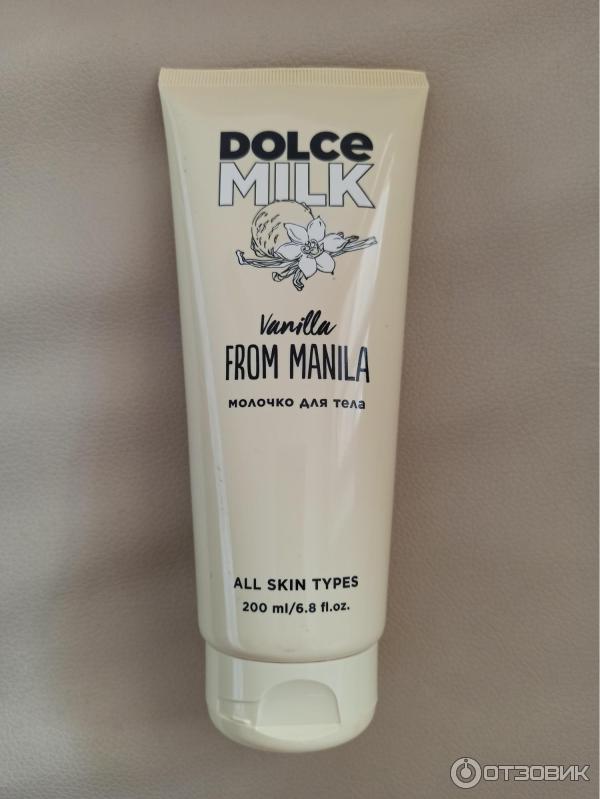 DOLCe
MILK
Vanilla
FROM MANILA
молочко для тела
ALL SKIN TYPES
200 ml/6.8 fl.oz.
ОТЗОВИК